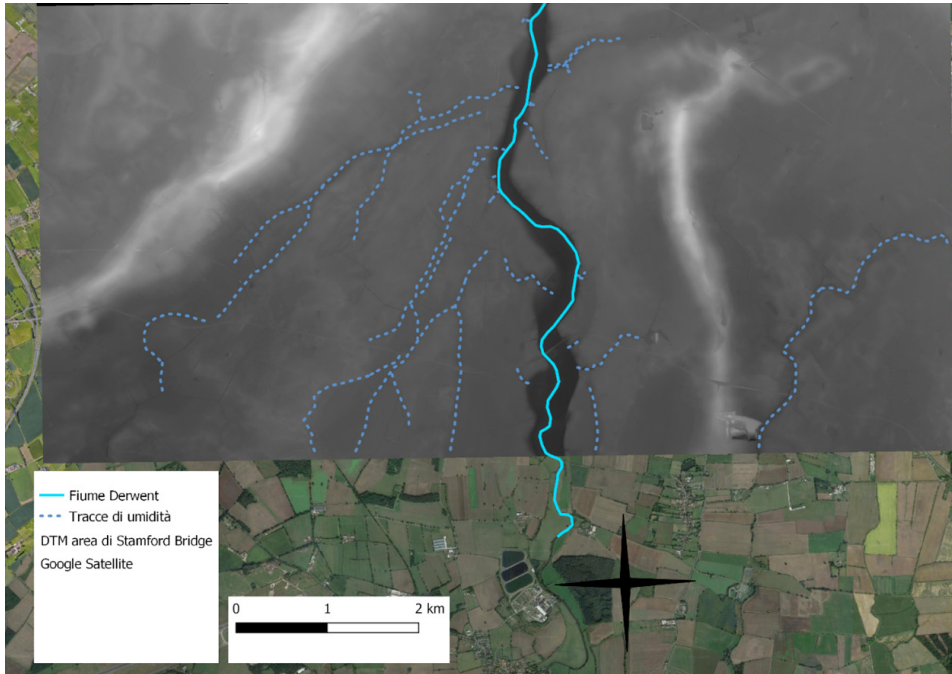 Fiume Derwent
Tracce di umidità
DTM area di Stamford Bridge
Google Satellite
0 1 2 km